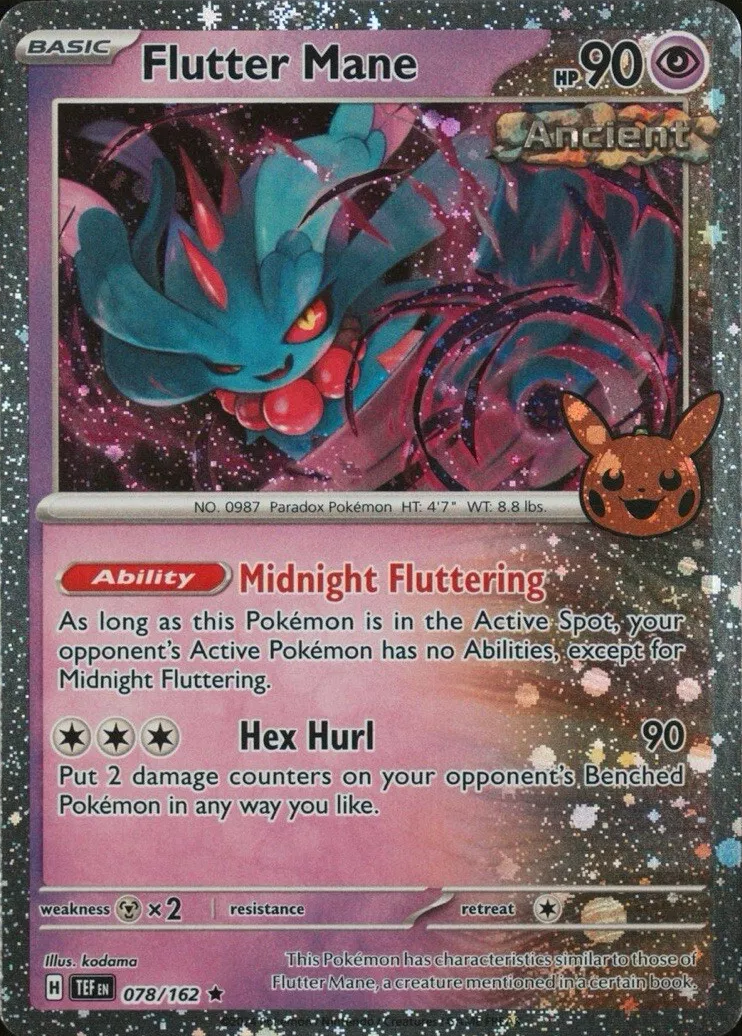 BASIC
Flutter Mane
HP 90
Ancient
NO. 0987 Paradox Pokémon HT: 4'7" WT: 8.8 lbs.
Ability Midnight Fluttering
As long as this Pokémon is in the Active Spot, your
opponent's Active Pokémon has no Abilities, except for
Midnight Fluttering.
Hex Hurl 90
Put 2 damage counters on your opponent's Benched
Pokémon in any way you like.
weakness ×2 resistance retreat
Illus. kodama
This Pokémon has characteristics similar to those of
Flutter Mane, a creature mentioned in a certain book.
H TEF EN 078/162
Pokémon / Nintendo / Creatures /